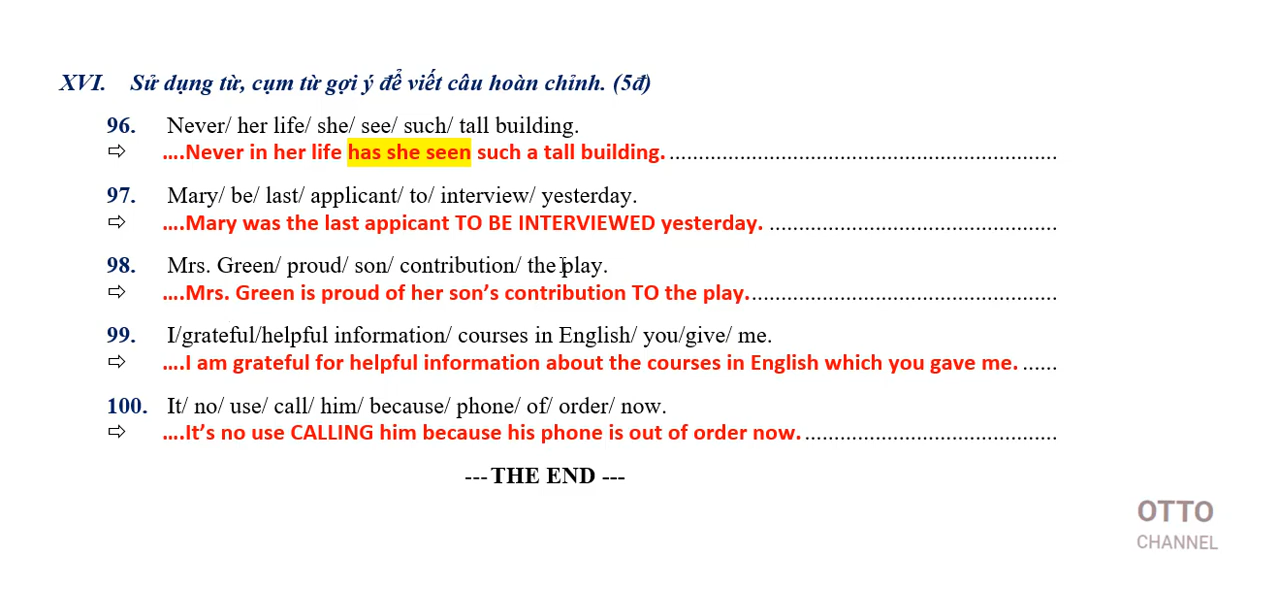 XVI. Sử dụng từ, cụm từ gợi ý để viết câu hoàn chỉnh. (5đ)
96. Never/ her life/ she/ see/ such/ tall building.
⇨ ....Never in her life has she seen such a tall building. ................................................................
97. Mary/ be/ last/ applicant/ to/ interview/ yesterday.
⇨ ....Mary was the last appicant TO BE INTERVIEWED yesterday. ................................................
98. Mrs. Green/ proud/ son/ contribution/ the play.
⇨ ....Mrs. Green is proud of her son’s contribution TO the play...................................................
99. I/grateful/helpful information/ courses in English/ you/give/ me.
⇨ ....I am grateful for helpful information about the courses in English which you gave me. ......
100. It/ no/ use/ call/ him/ because/ phone/ of/ order/ now.
⇨ ....It’s no use CALLING him because his phone is out of order now. ..........................................
---THE END ---
OTTO
CHANNEL